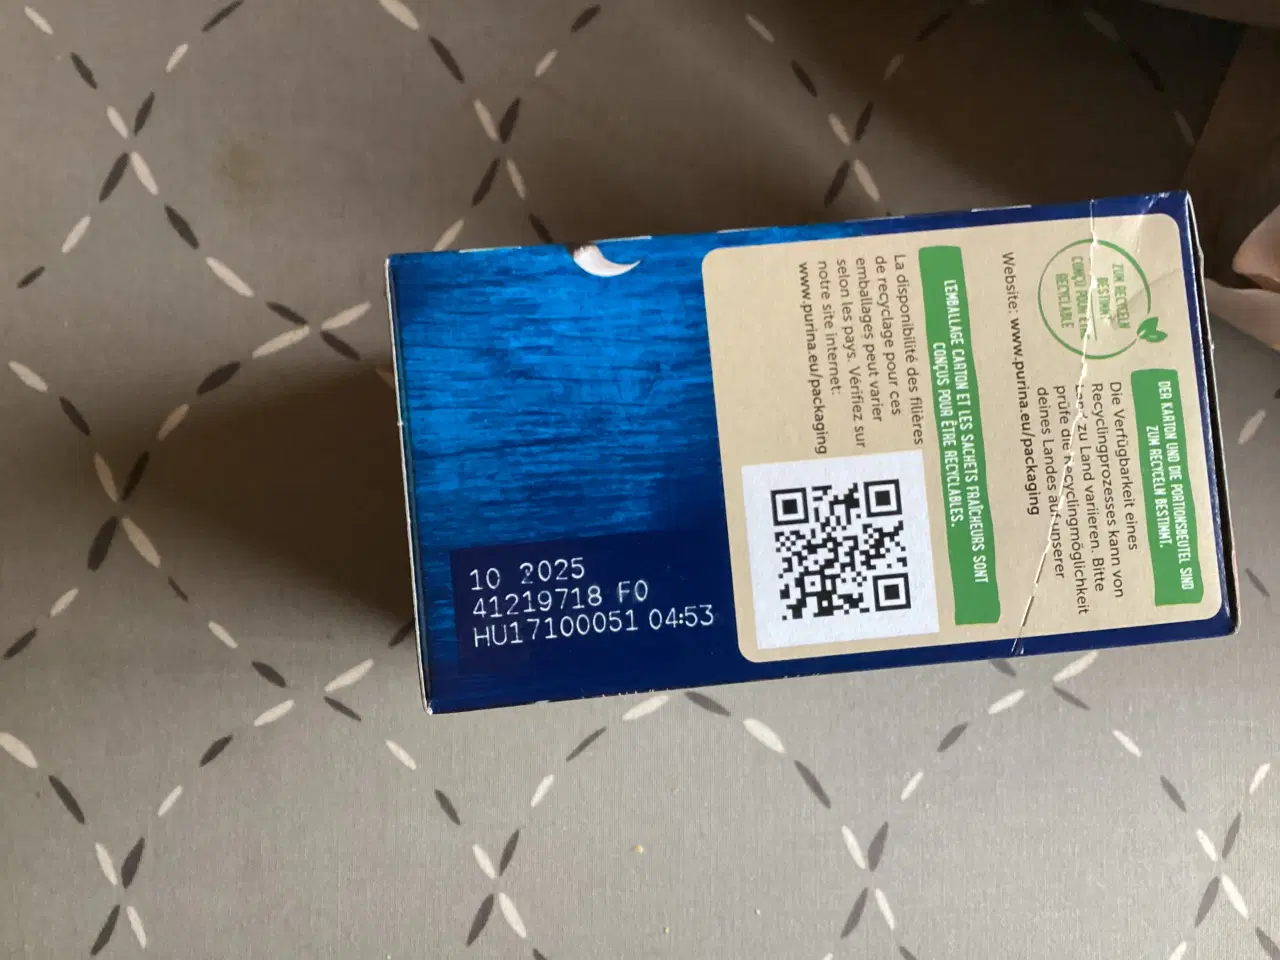 DER KARTON UND DIE PORTIONSBEUTEL SIND
ZUM RECYCELN BESTIMMT.
ZUM RECYCELN
BESTIMMT
CONÇU POUR ÊTRE
RECYCLABLE
Die Verfügbarkeit eines
Recyclingprozesses kann von
Land zu Land variieren. Bitte
prüfe die Recyclingmöglichkeit
deines Landes auf unserer
Website: www.purina.eu/packaging
L'EMBALLAGE CARTON ET LES SACHETS FRAÎCHEURS SONT
CONÇUS POUR ÊTRE RECYCLABLES.
La disponibilité des filières
de recyclage pour ces
emballages peut varier
selon les pays. Vérifiez sur
notre site internet:
www.purina.eu/packaging
10 2025
41219718 F0
HU17100051 04:53